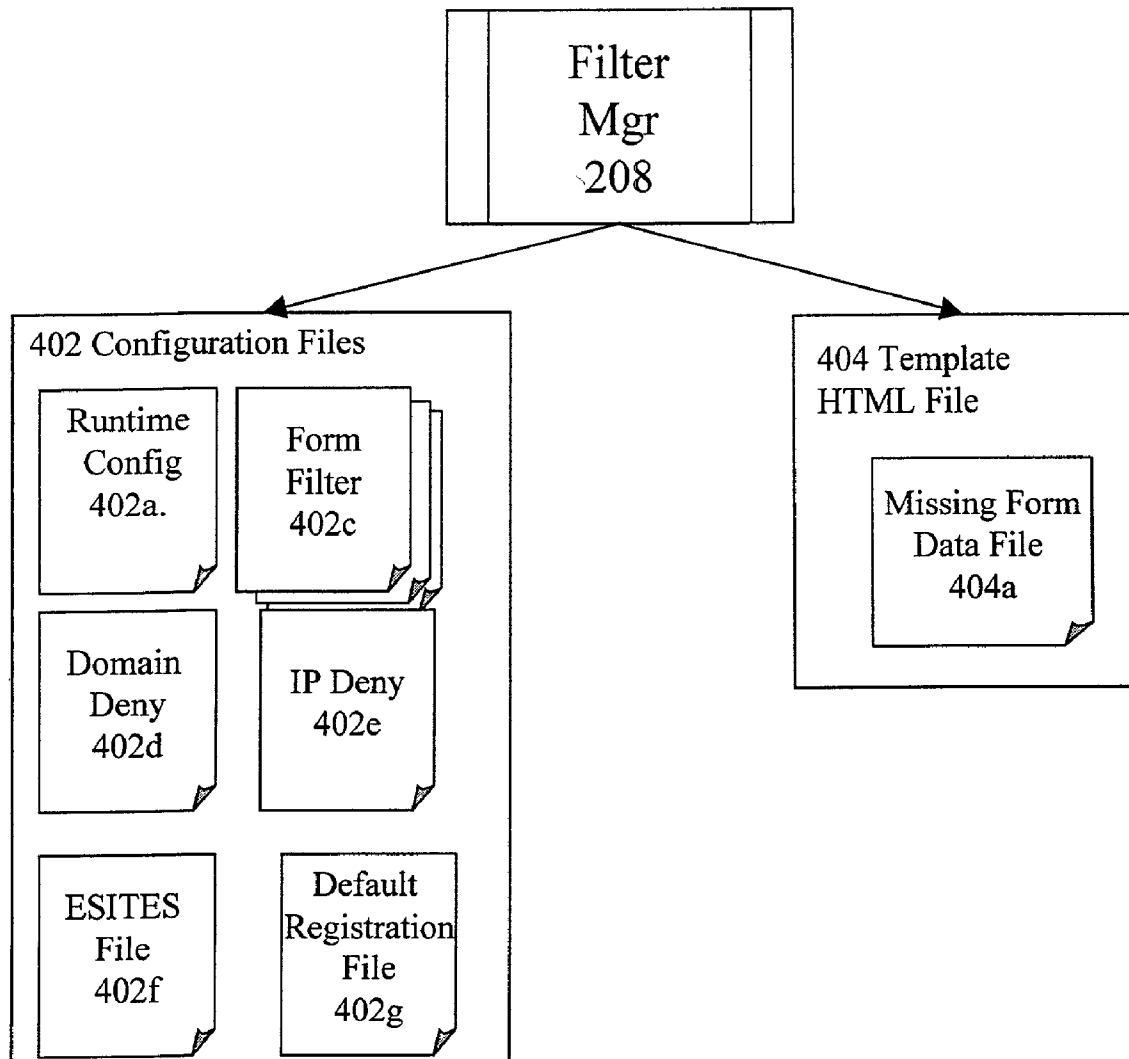 Filter
Mgr
208
402 Configuration Files
Runtime
Config
402a.
Form
Filter
402c
Domain
Deny
402d
IP Deny
402e
ESITES
File
402f
Default
Registration
File
402g
404 Template
HTML File
Missing Form
Data File
404a